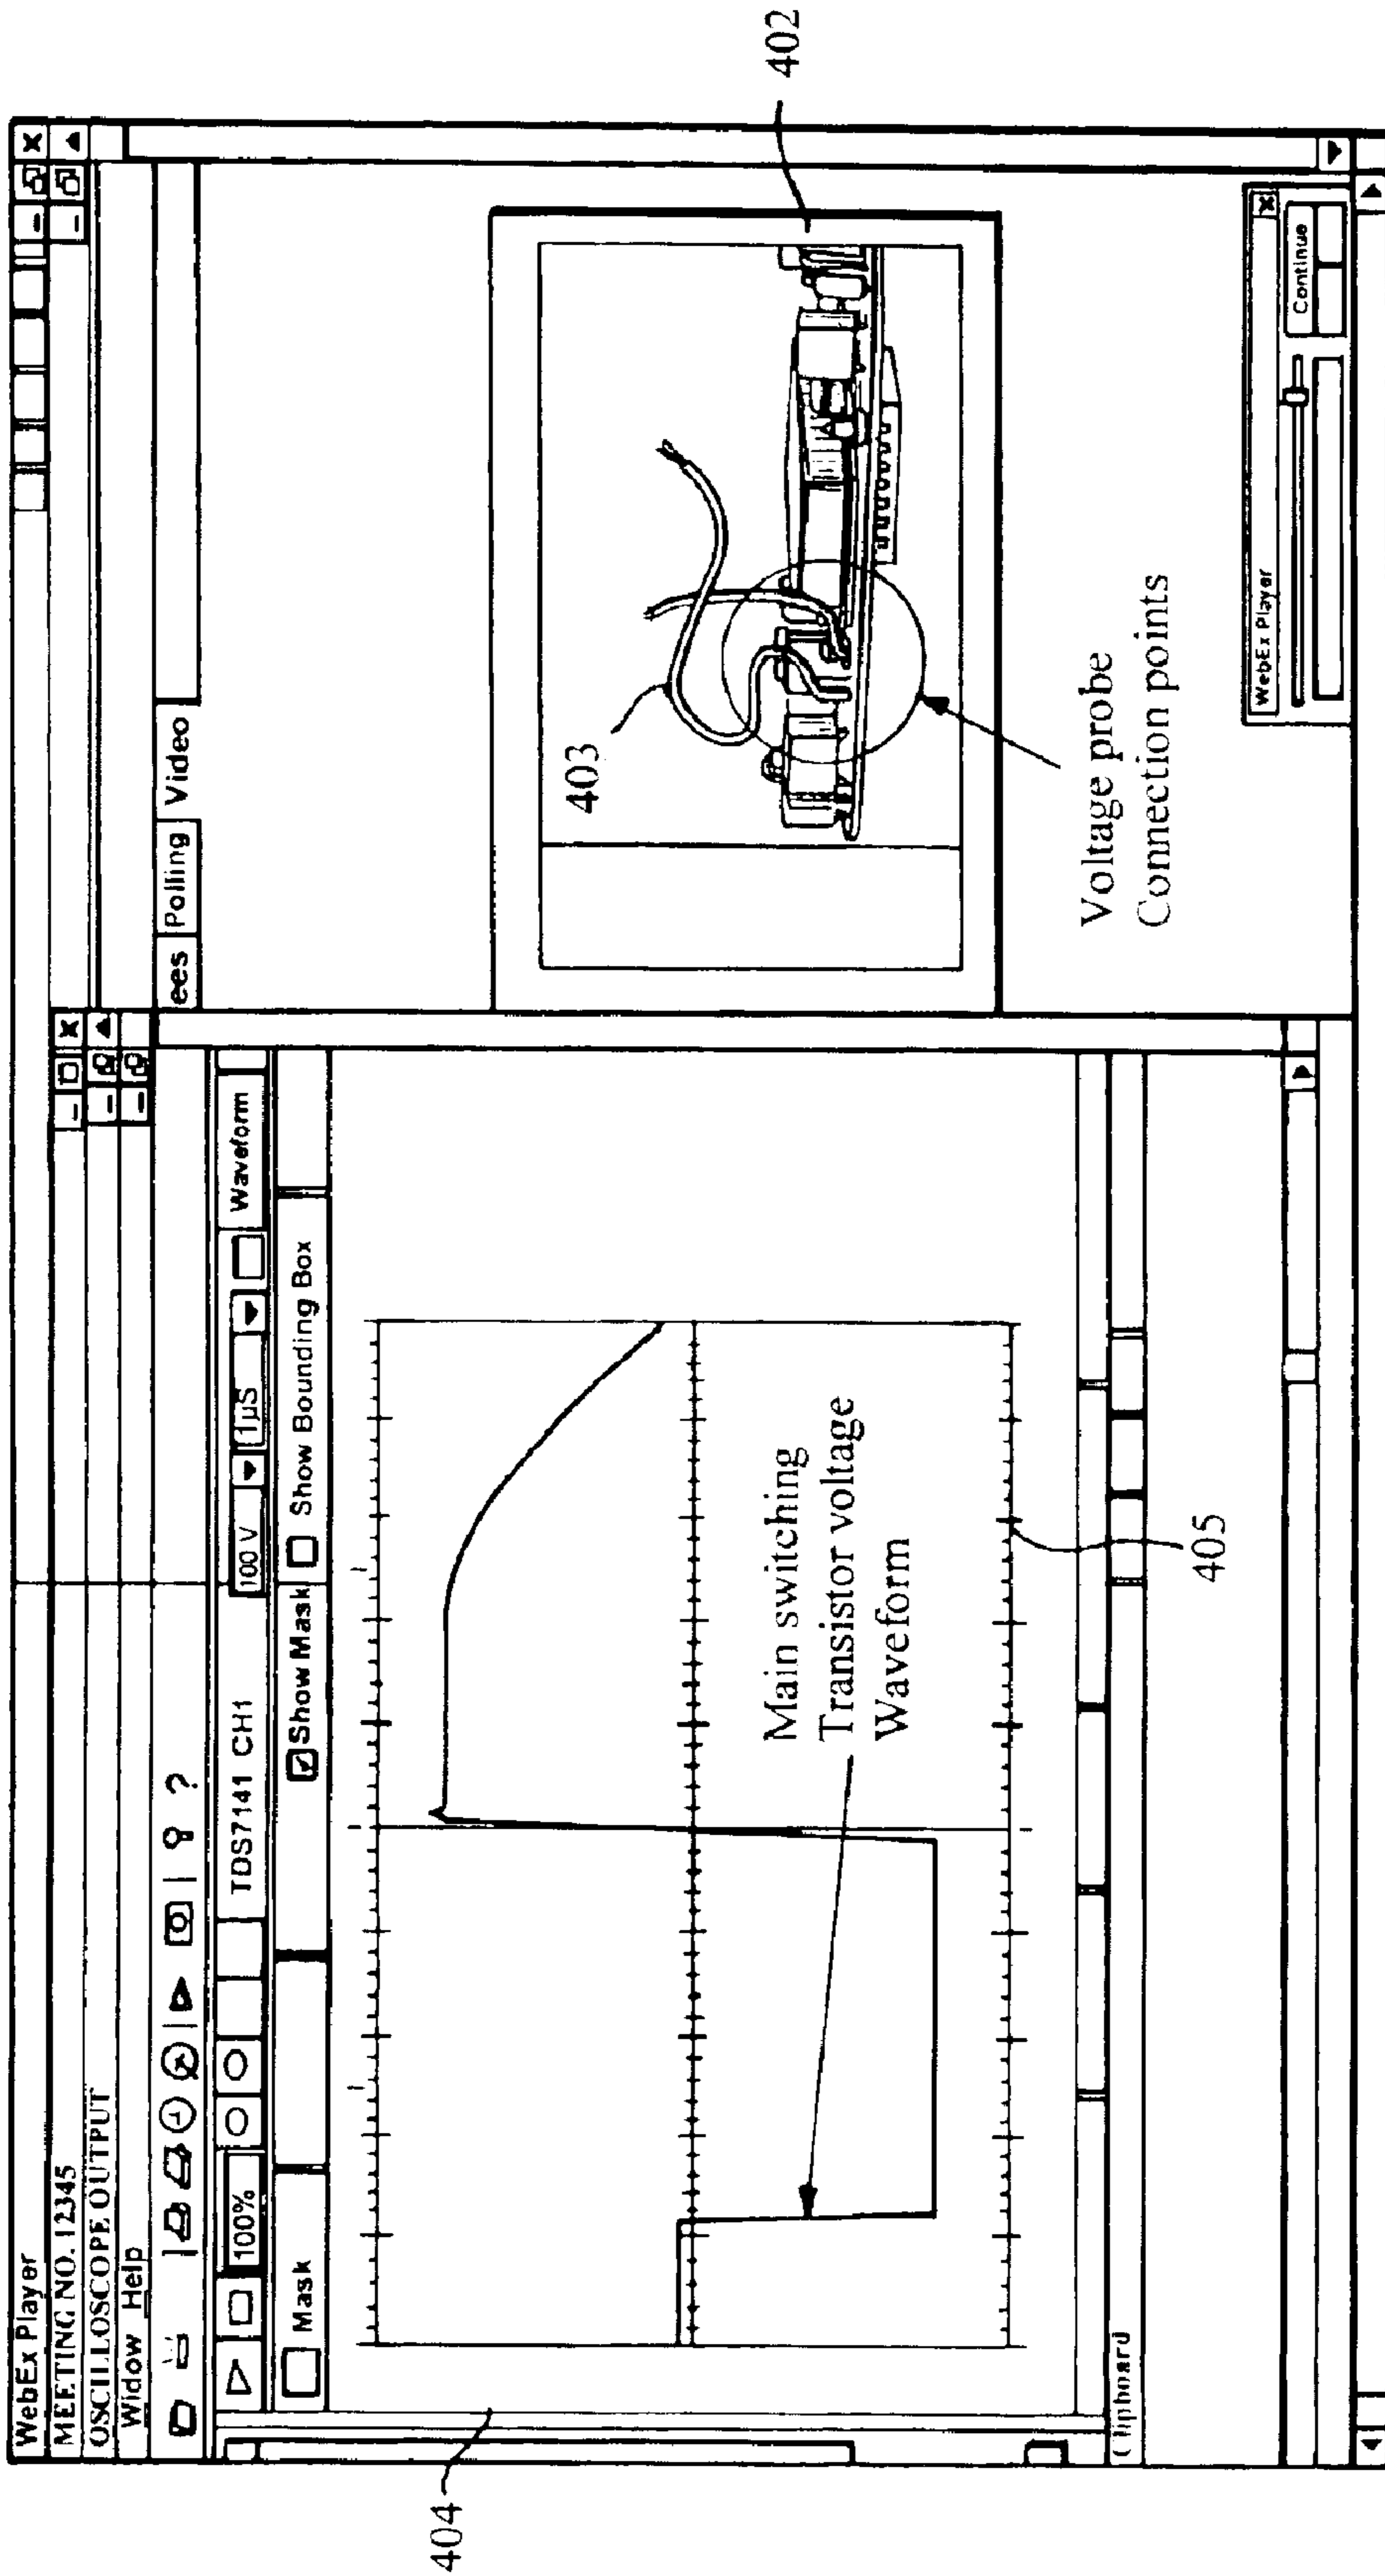 WebEx Player
MEETING NO. 12345
OSCILLOSCOPE OUTPUT
Widow Help
?
100% TDS7141 CH1 100 V 1µS Waveform
Mask Show Mask Show Bounding Box
ees Polling Video
404
402
403
Main switching
Transistor voltage
Waveform
405
Voltage probe
Connection points
Clipboard
WebEx Player
Continue